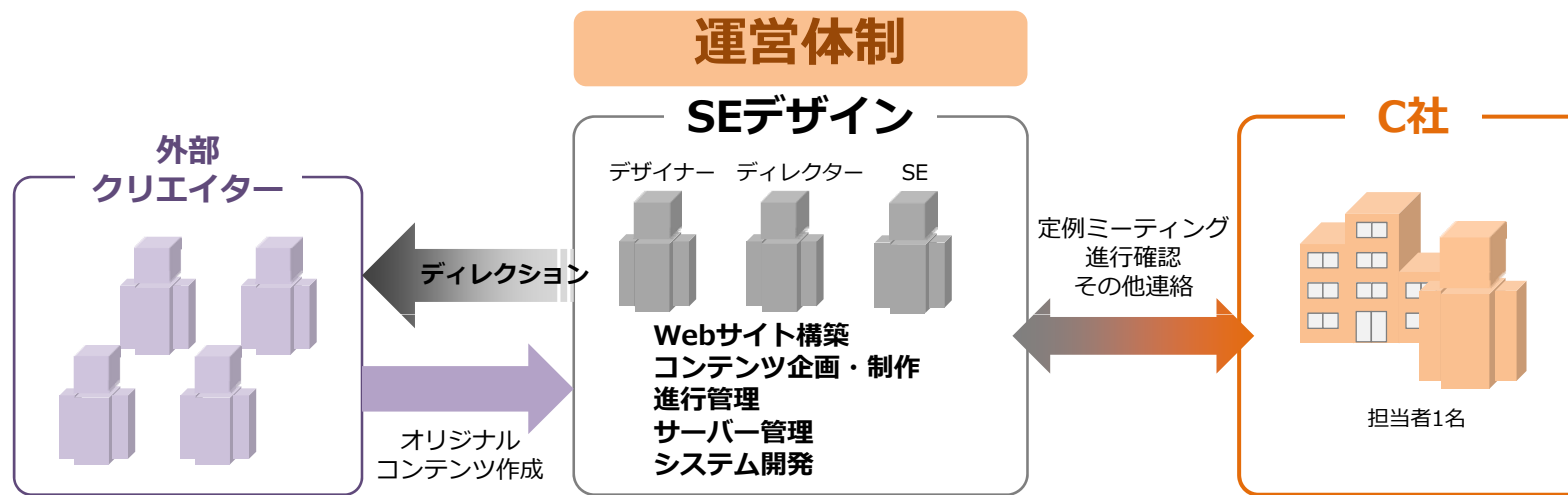 運営体制
外部
クリエイター
ディレクション
オリジナル
コンテンツ作成
SEデザイン
デザイナー
ディレクター
SE
Webサイト構築
コンテンツ企画・制作
進行管理
サーバー管理
システム開発
定例ミーティング
進行確認
その他連絡
C社
担当者1名